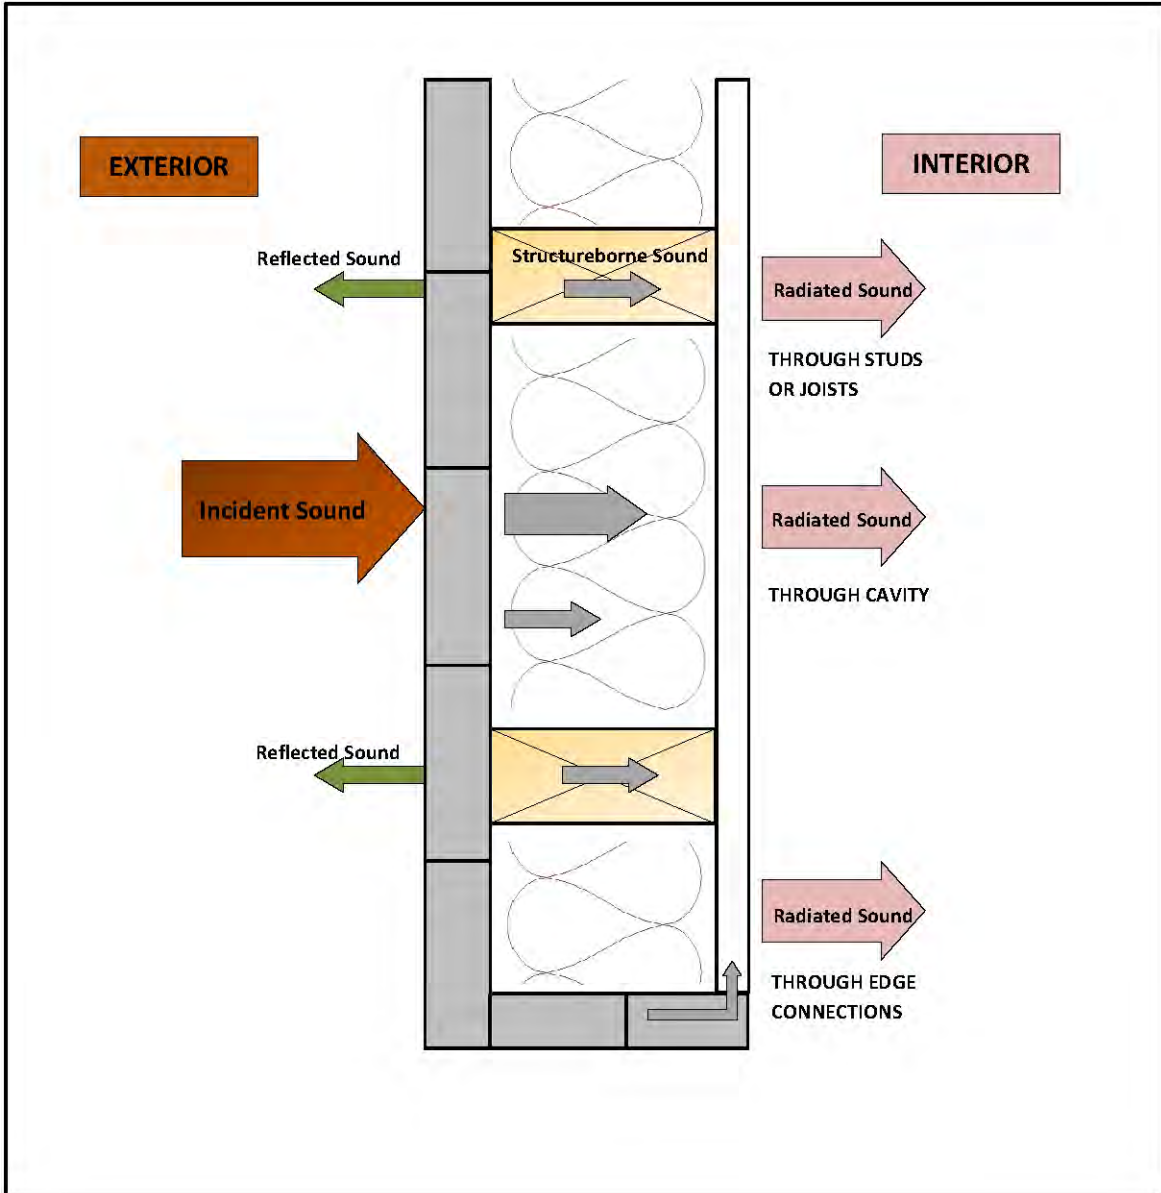 EXTERIOR
INTERIOR
Reflected Sound
Structureborne Sound
Radiated Sound
THROUGH STUDS
OR JOISTS
Incident Sound
Radiated Sound
THROUGH CAVITY
Reflected Sound
Radiated Sound
THROUGH EDGE
CONNECTIONS